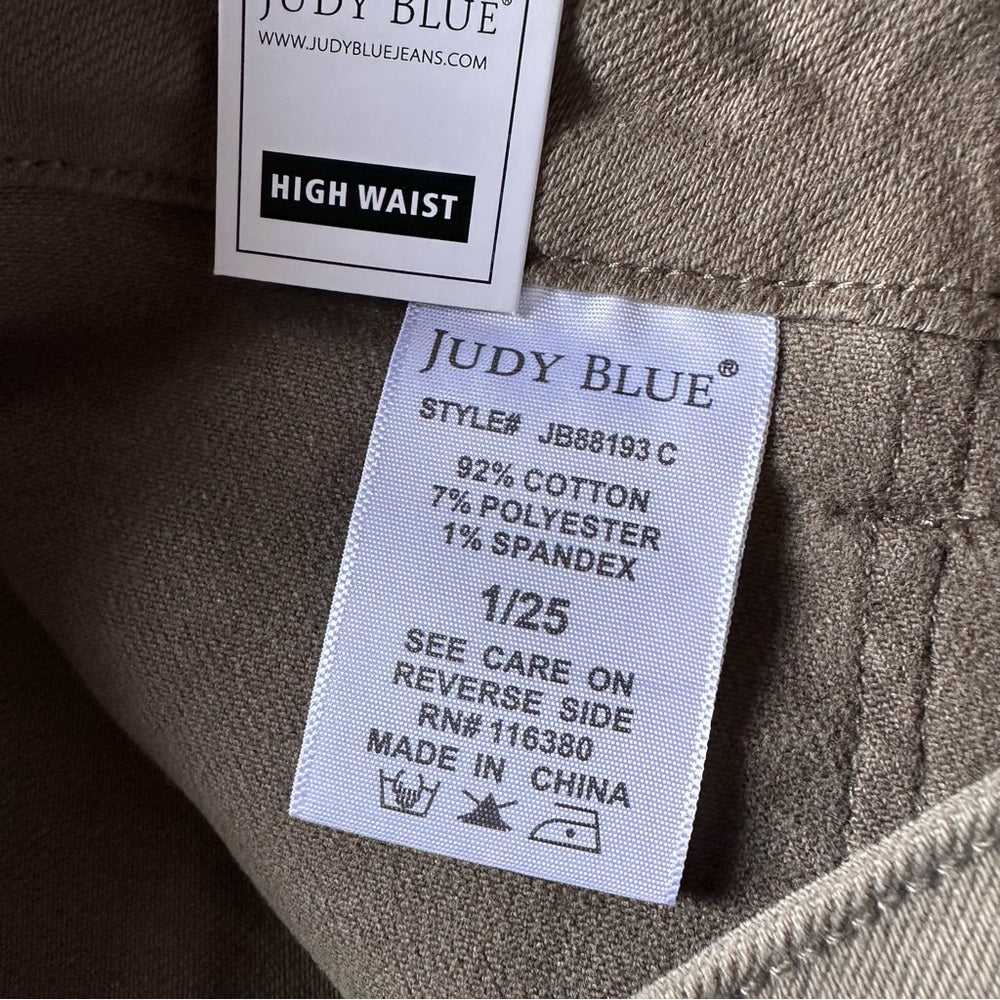 JUDY BLUE®
WWW.JUDYBLUEJEANS.COM
HIGH WAIST
JUDY BLUE®
STYLE# JB88193 C
92% COTTON
7% POLYESTER
1% SPANDEX
1/25
SEE CARE ON
REVERSE SIDE
RN# 116380
MADE IN CHINA